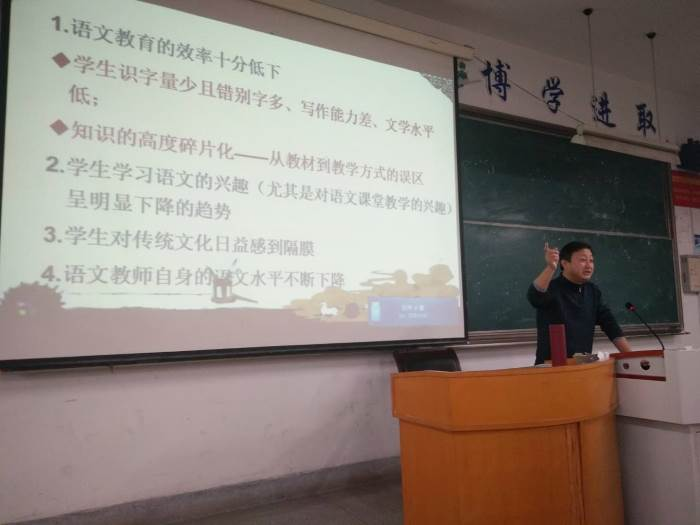 1.语文教育的效率十分低下
◆学生识字量少且错别字多、写作能力差、文学水平
低；
◆知识的高度碎片化——从教材到教学方式的误区
2.学生学习语文的兴趣（尤其是对语文课堂教学的兴趣）
呈明显下降的趋势
3.学生对传统文化日益感到隔膜
4.语文教师自身的语文水平不断下降
博学进取